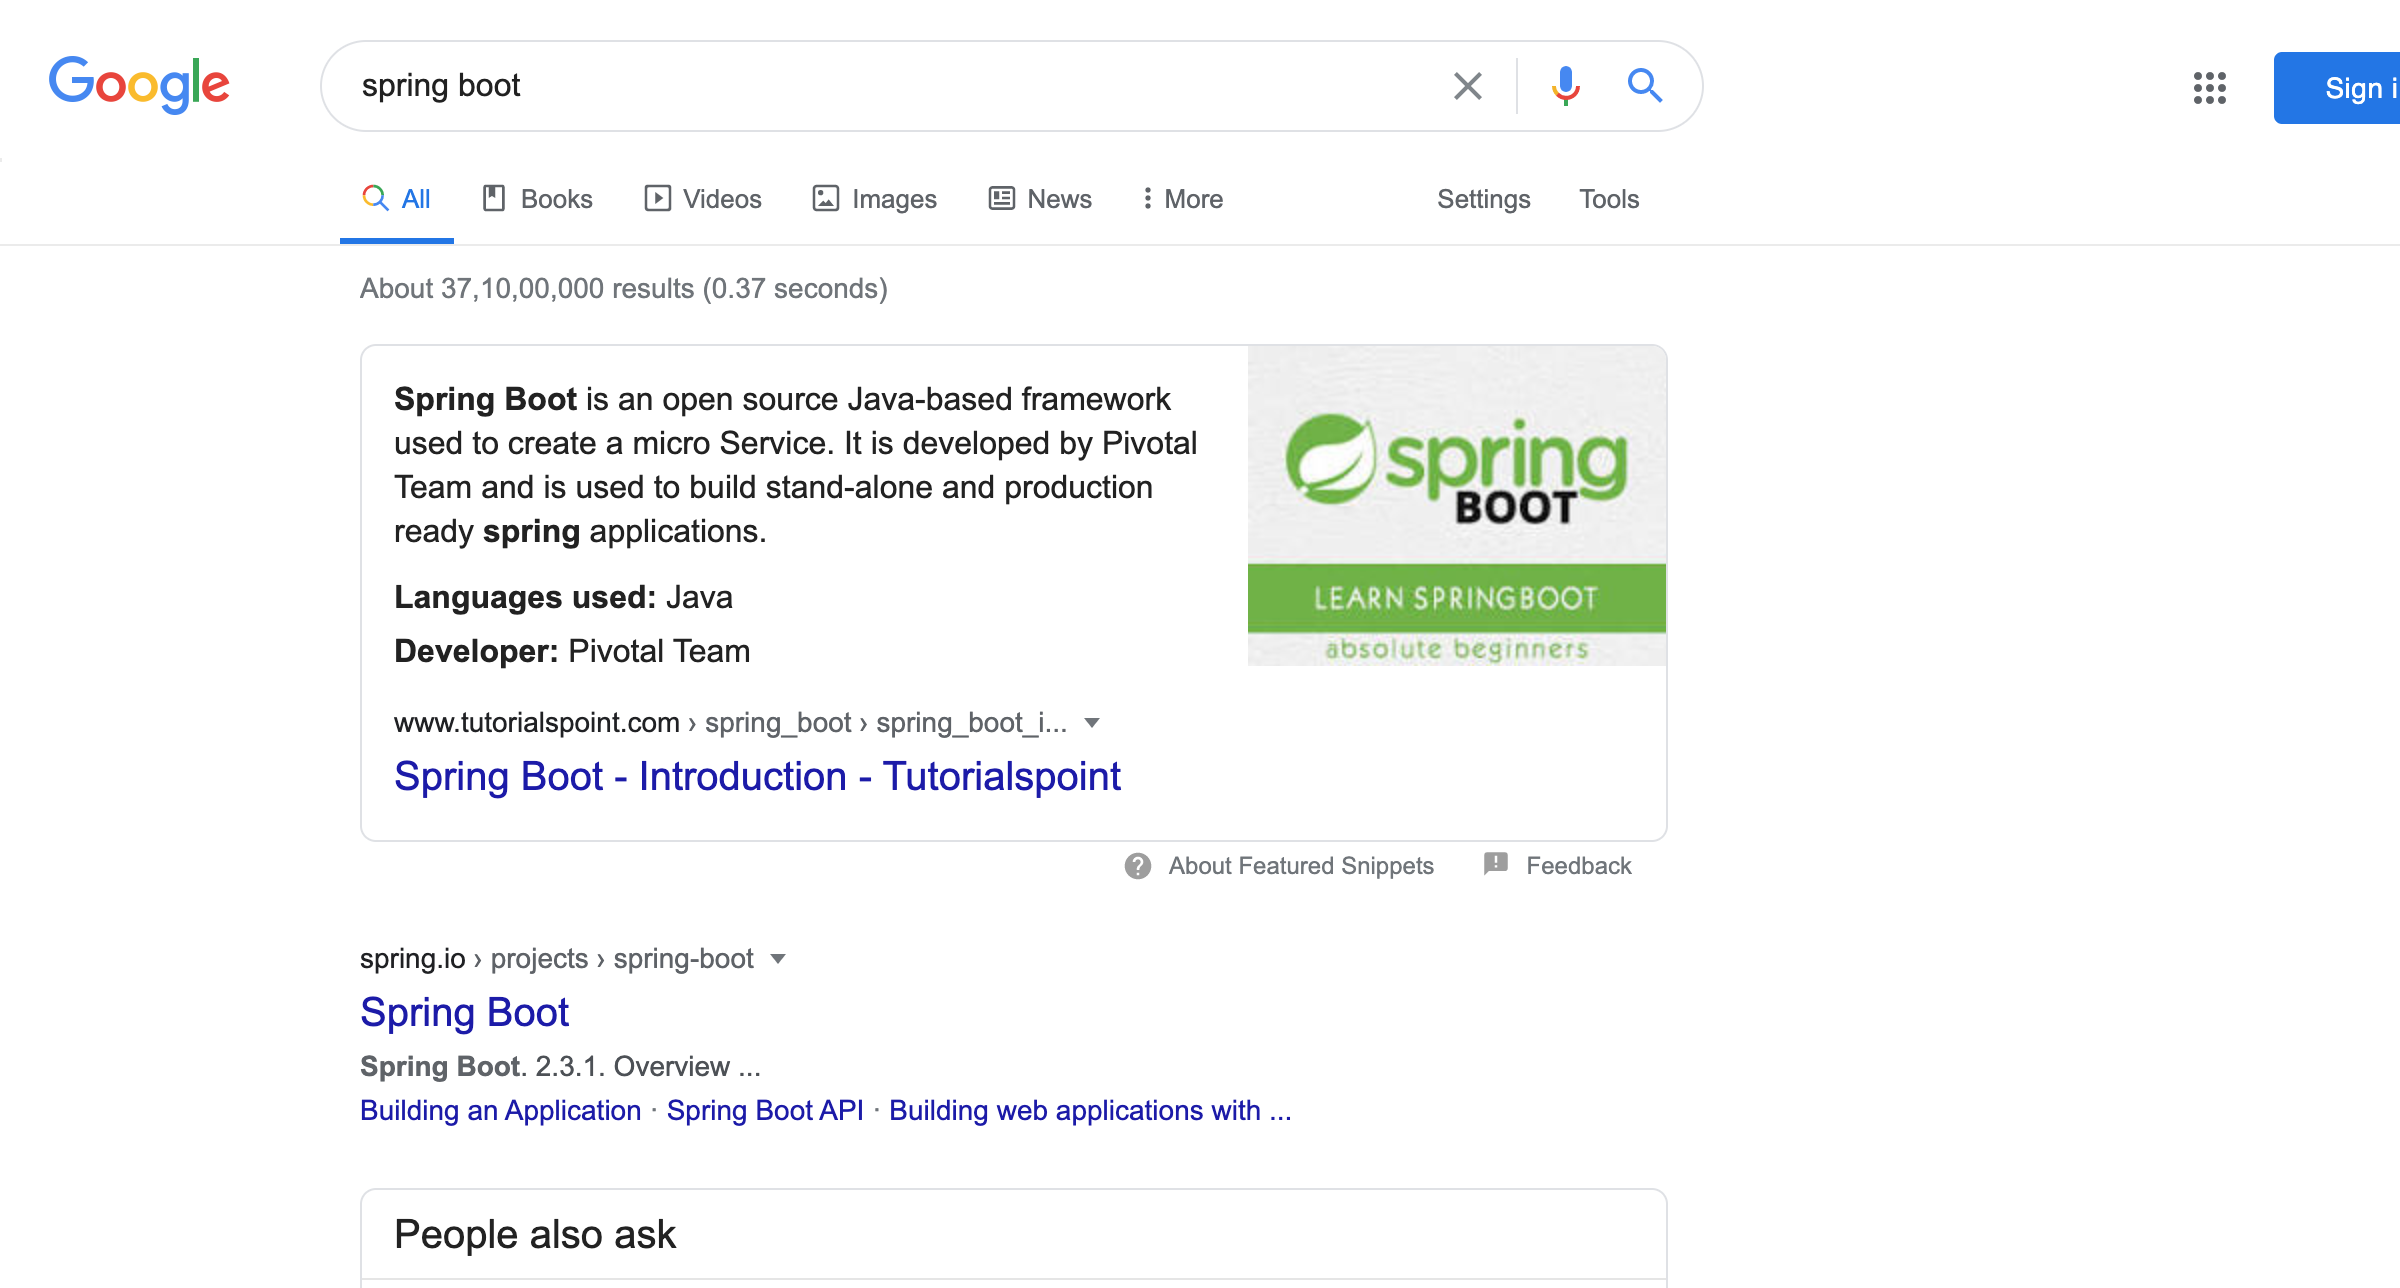 Google
spring boot
Sign i
All Books Videos Images News More Settings Tools
About 37,10,00,000 results (0.37 seconds)
Spring Boot is an open source Java-based framework
used to create a micro Service. It is developed by Pivotal
Team and is used to build stand-alone and production
ready spring applications.
Languages used: Java
Developer: Pivotal Team
spring
BOOT
LEARN SPRINGBOOT
absolute beginners
www.tutorialspoint.com › spring_boot › spring_boot_i...
Spring Boot - Introduction - Tutorialspoint
About Featured Snippets Feedback
spring.io › projects › spring-boot
Spring Boot
Spring Boot. 2.3.1. Overview ...
Building an Application · Spring Boot API · Building web applications with ...
People also ask